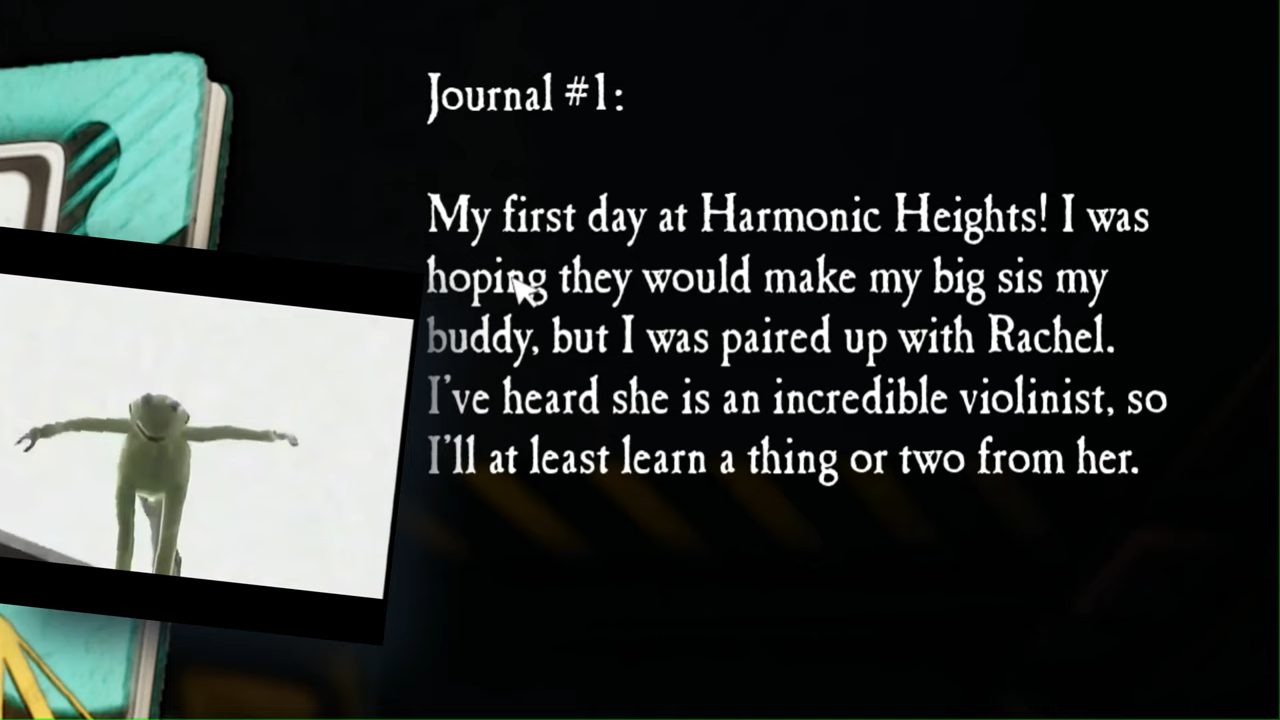 Journal #1:
My first day at Harmonic Heights! I was
hoping they would make my big sis my
buddy, but I was paired up with Rachel.
I've heard she is an incredible violinist, so
I'll at least learn a thing or two from her.